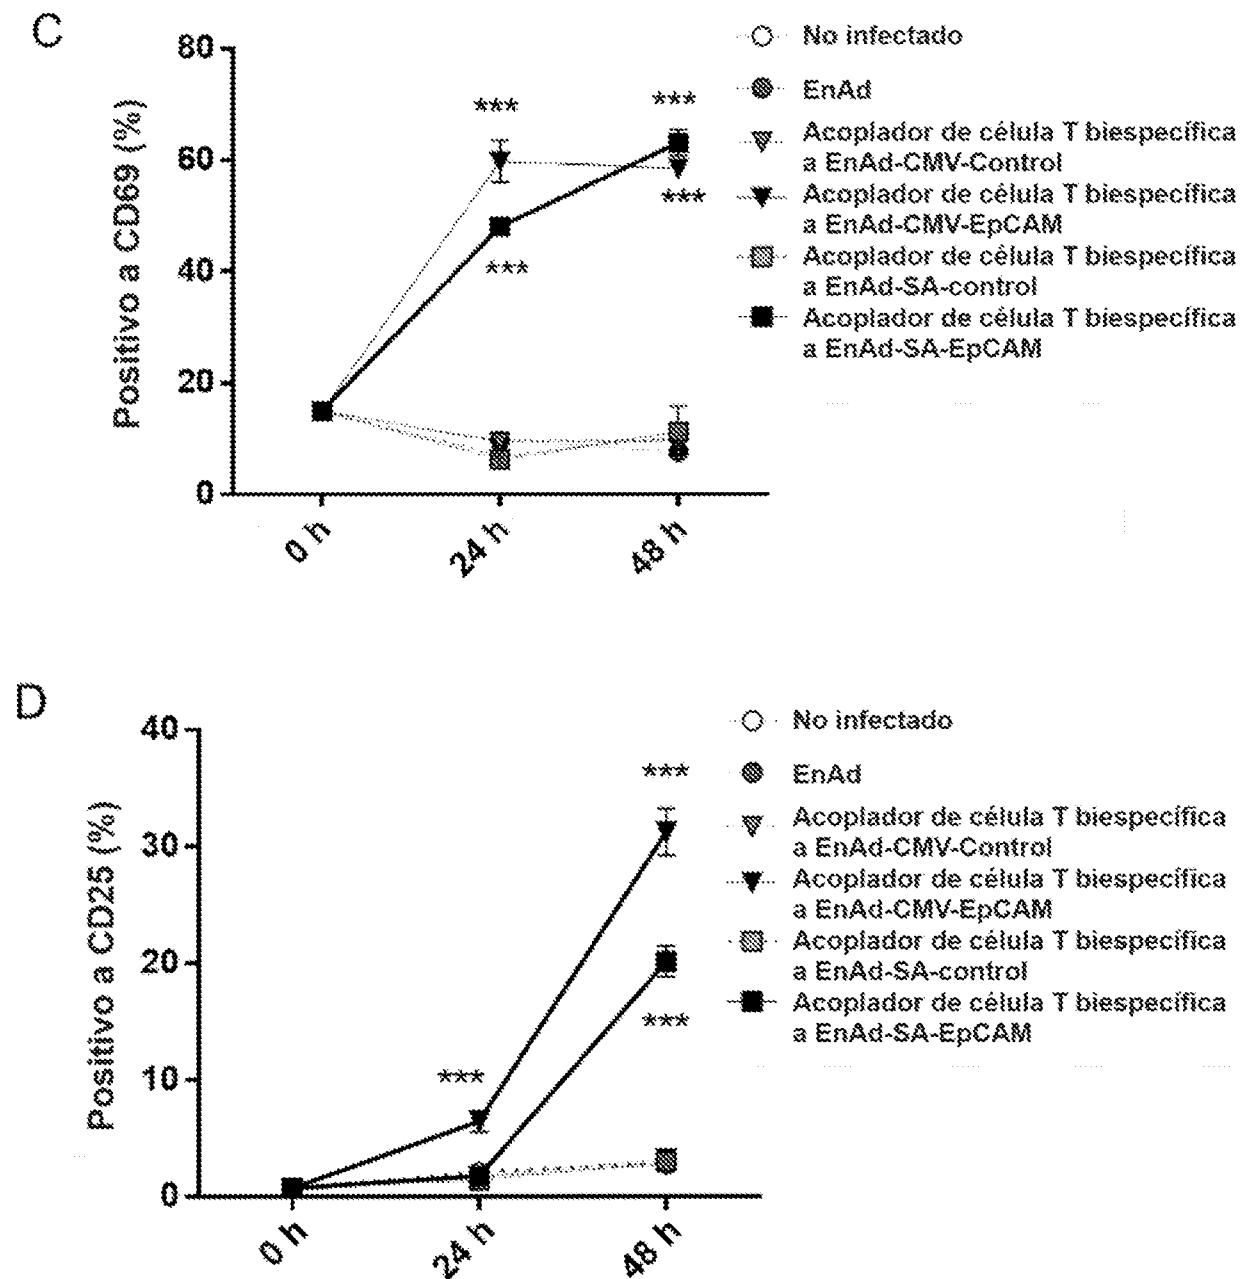 C
80
60
40
20
0
Positivo a CD69 (%)
***
***
***
***
0 h
24 h
48 h
No infectado
EnAd
Acoplador de célula T biespecífica
a EnAd-CMV-Control
Acoplador de célula T biespecífica
a EnAd-CMV-EpCAM
Acoplador de célula T biespecífica
a EnAd-SA-control
Acoplador de célula T biespecífica
a EnAd-SA-EpCAM
D
40
30
20
10
0
Positivo a CD25 (%)
***
***
***
0 h
24 h
48 h
No infectado
EnAd
Acoplador de célula T biespecífica
a EnAd-CMV-Control
Acoplador de célula T biespecífica
a EnAd-CMV-EpCAM
Acoplador de célula T biespecífica
a EnAd-SA-control
Acoplador de célula T biespecífica
a EnAd-SA-EpCAM